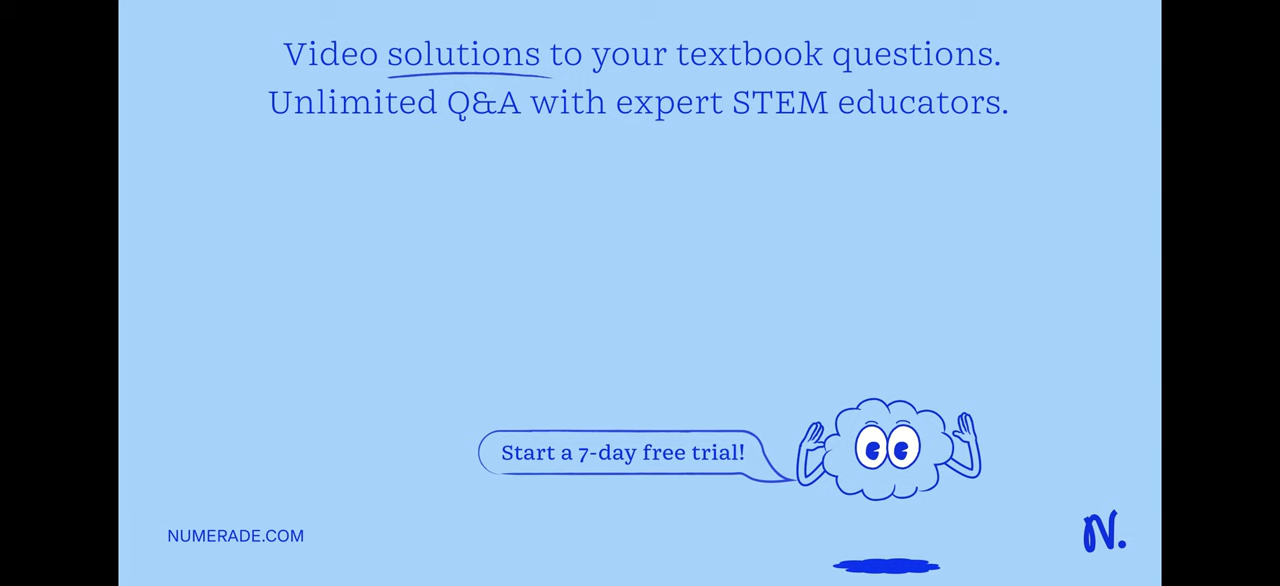 Video solutions to your textbook questions.
Unlimited Q&A with expert STEM educators.
Start a 7-day free trial!
NUMERADE.COM
N.